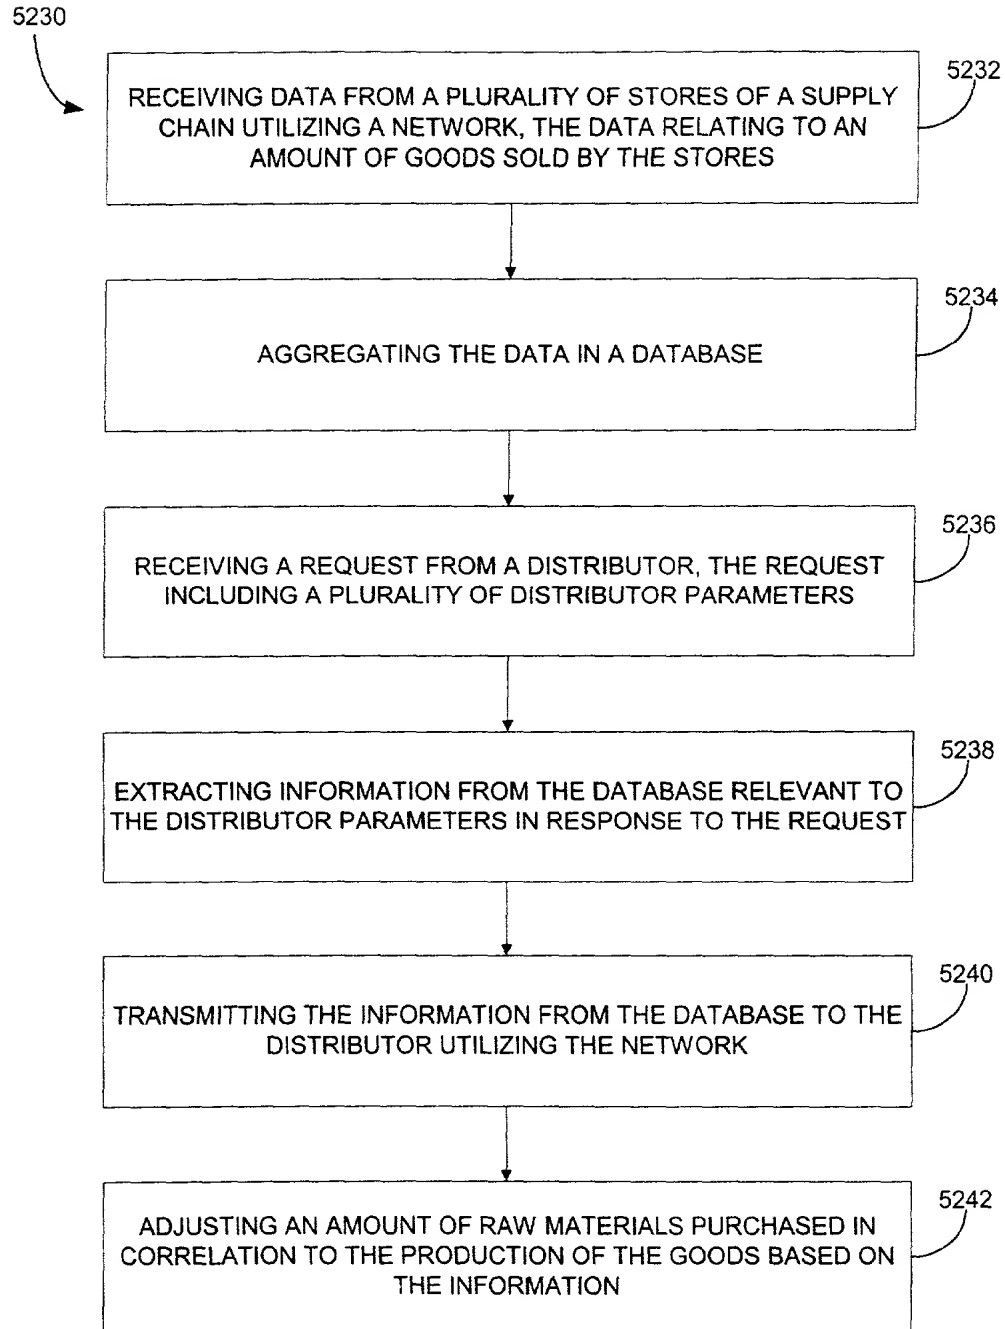 5230
5232
RECEIVING DATA FROM A PLURALITY OF STORES OF A SUPPLY
CHAIN UTILIZING A NETWORK, THE DATA RELATING TO AN
AMOUNT OF GOODS SOLD BY THE STORES
5234
AGGREGATING THE DATA IN A DATABASE
5236
RECEIVING A REQUEST FROM A DISTRIBUTOR, THE REQUEST
INCLUDING A PLURALITY OF DISTRIBUTOR PARAMETERS
5238
EXTRACTING INFORMATION FROM THE DATABASE RELEVANT TO
THE DISTRIBUTOR PARAMETERS IN RESPONSE TO THE REQUEST
5240
TRANSMITTING THE INFORMATION FROM THE DATABASE TO THE
DISTRIBUTOR UTILIZING THE NETWORK
5242
ADJUSTING AN AMOUNT OF RAW MATERIALS PURCHASED IN
CORRELATION TO THE PRODUCTION OF THE GOODS BASED ON
THE INFORMATION